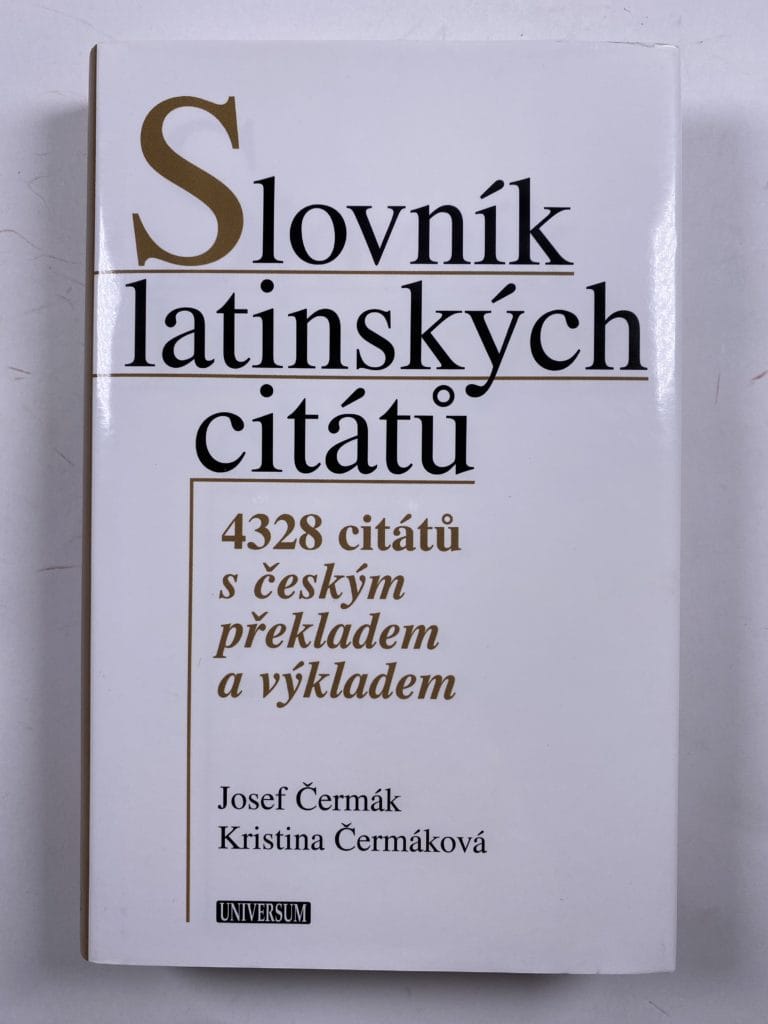 Slovník
latinských
citátů
4328 citátů
s českým
překladem
a výkladem
Josef Čermák
Kristina Čermáková
UNIVERSUM